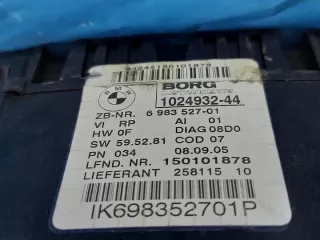 BMW
BORG
1024932-44
ZB-NR. 6 983 527-01
VI RP AI 01
HW 0F DIAG 08D0
SW 59.52.81 COD 07
PN 034 08.09.05
LFND. NR. 150101878
LIEFERANT 258115 10
IK698352701P